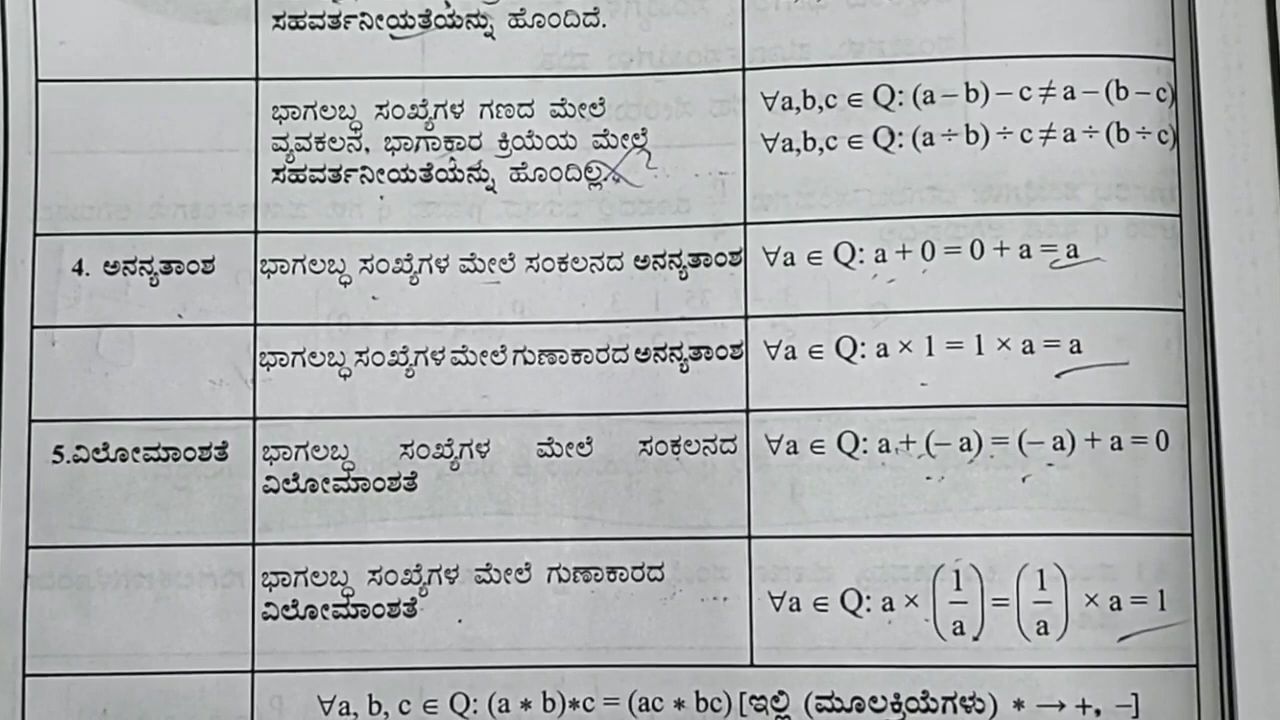 ಸಹವರ್ತನೀಯತೆಯನ್ನು ಹೊಂದಿದೆ.
ಭಾಗಲಬ್ಧ ಸಂಖ್ಯೆಗಳ ಗಣದ ಮೇಲೆ
ವ್ಯವಕಲನ, ಭಾಗಾಕಾರ ಕ್ರಿಯೆಯ ಮೇಲೆ
ಸಹವರ್ತನೀಯತೆಯನ್ನು ಹೊಂದಿಲ್ಲ
∀a,b,c ∈ Q: (a – b) – c ≠ a – (b – c)
∀a,b,c ∈ Q: (a ÷ b) ÷ c ≠ a ÷ (b ÷ c)
4. ಅನನ್ಯತಾಂಶ
ಭಾಗಲಬ್ಧ ಸಂಖ್ಯೆಗಳ ಮೇಲೆ ಸಂಕಲನದ ಅನನ್ಯತಾಂಶ
∀a ∈ Q: a + 0 = 0 + a = a
ಭಾಗಲಬ್ಧ ಸಂಖ್ಯೆಗಳ ಮೇಲೆ ಗುಣಾಕಾರದ ಅನನ್ಯತಾಂಶ
∀a ∈ Q: a × 1 = 1 × a = a
5.ವಿಲೋಮಾಂಶತೆ
ಭಾಗಲಬ್ಧ ಸಂಖ್ಯೆಗಳ ಮೇಲೆ ಸಂಕಲನದ
ವಿಲೋಮಾಂಶತೆ
∀a ∈ Q: a + (– a) = (– a) + a = 0
ಭಾಗಲಬ್ಧ ಸಂಖ್ಯೆಗಳ ಮೇಲೆ ಗುಣಾಕಾರದ
ವಿಲೋಮಾಂಶತೆ
∀a ∈ Q: a × (1/a) = (1/a) × a = 1
∀a, b, c ∈ Q: (a * b)*c = (ac * bc) [ಇಲ್ಲಿ (ಮೂಲಕ್ರಿಯೆಗಳು) * → +, –]